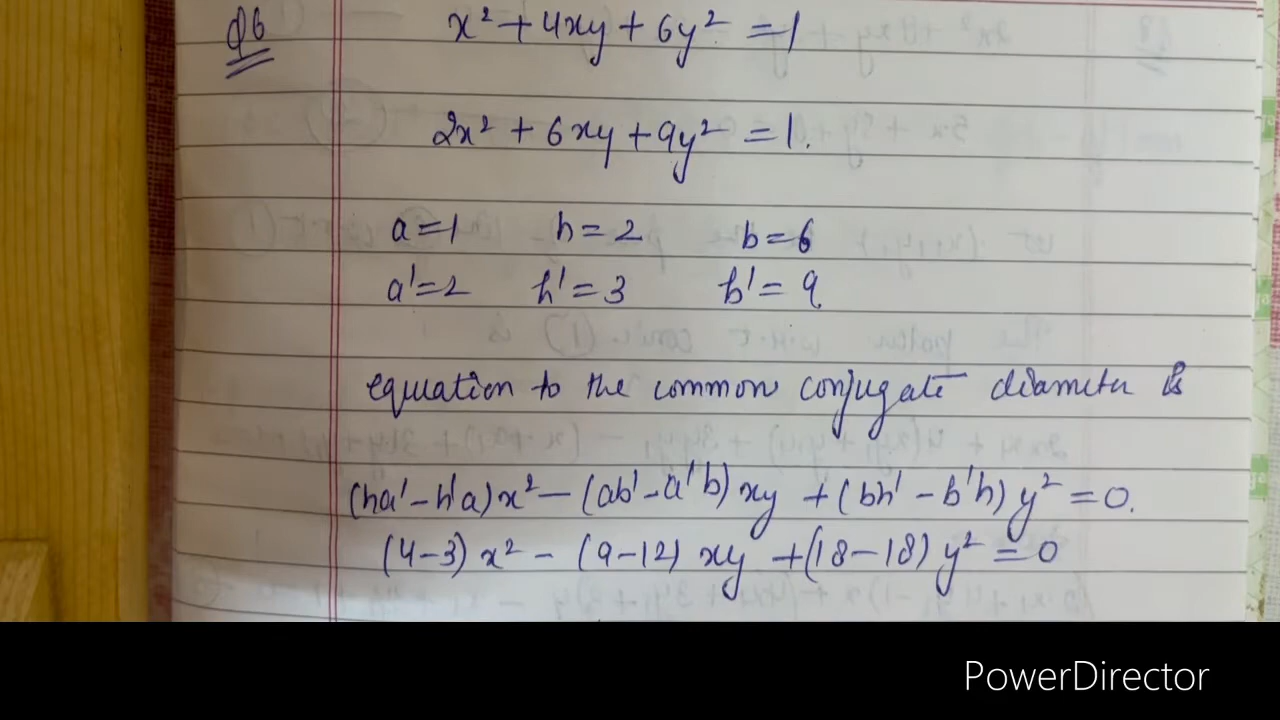 Q6 x² + 4xy + 6y² = 1
2x² + 6xy + 9y² = 1.
a = 1 h = 2 b = 6
a' = 2 h' = 3 b' = 9
equation to the common conjugate diameter is
(ha' - h'a) x² - (ab' - a'b) xy + (bh' - b'h) y² = 0.
(4-3) x² - (9-12) xy + (18-18) y² = 0
PowerDirector